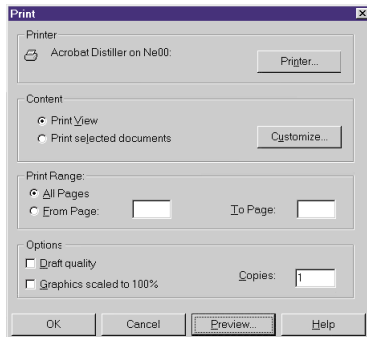 Print
Printer
Acrobat Distiller on Ne00:
Printer...
Content
Print View
Print selected documents
Customize...
Print Range:
All Pages
From Page:
To Page:
Options
Draft quality
Graphics scaled to 100%
Copies:
1
OK
Cancel
Preview...
Help